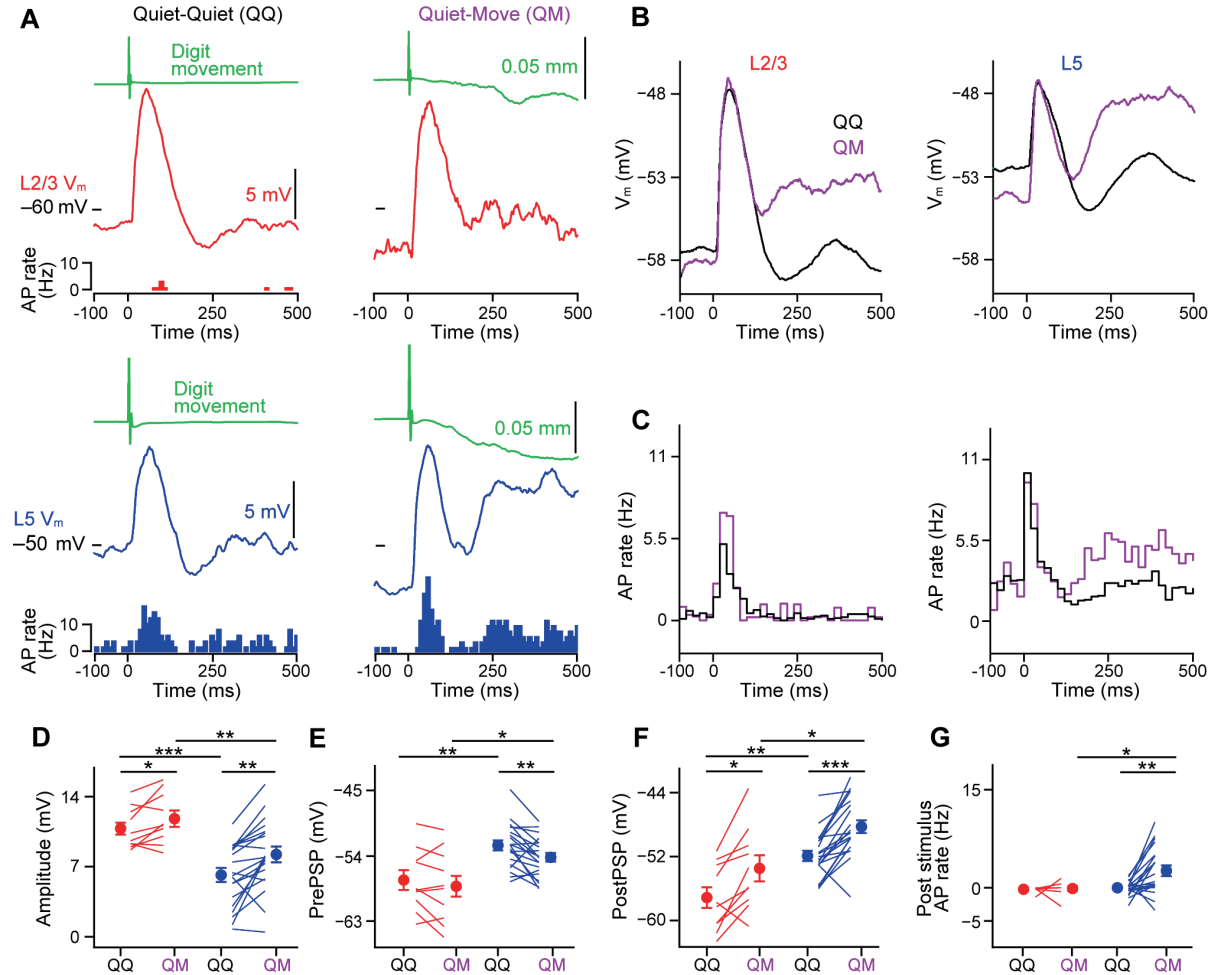 A
Quiet-Quiet (QQ)
Quiet-Move (QM)
Digit
movement
0.05 mm
L2/3 Vm
–60 mV
5 mV
AP rate
(Hz)
10
0
-100 0 250 500
Time (ms)
-100 0 250 500
Time (ms)
Digit
movement
0.05 mm
L5 Vm
–50 mV
5 mV
AP rate
(Hz)
10
0
-100 0 250 500
Time (ms)
-100 0 250 500
Time (ms)
B
L2/3
L5
QQ
QM
Vm (mV)
−48
−53
−58
-100 0 250 500
Time (ms)
Vm (mV)
−48
−53
−58
-100 0 250 500
Time (ms)
C
AP rate (Hz)
11
5.5
0
-100 0 250 500
Time (ms)
AP rate (Hz)
11
5.5
0
-100 0 250 500
Time (ms)
D
**
***
* **
Amplitude (mV)
14
7
0
QQ QM QQ QM
E
*
**
**
PrePSP (mV)
−45
−54
−63
QQ QM QQ QM
F
*
**
* ***
PostPSP (mV)
−44
−52
−60
QQ QM QQ QM
G
*
**
Post stimulus
AP rate (Hz)
15
0
−5
QQ QM QQ QM